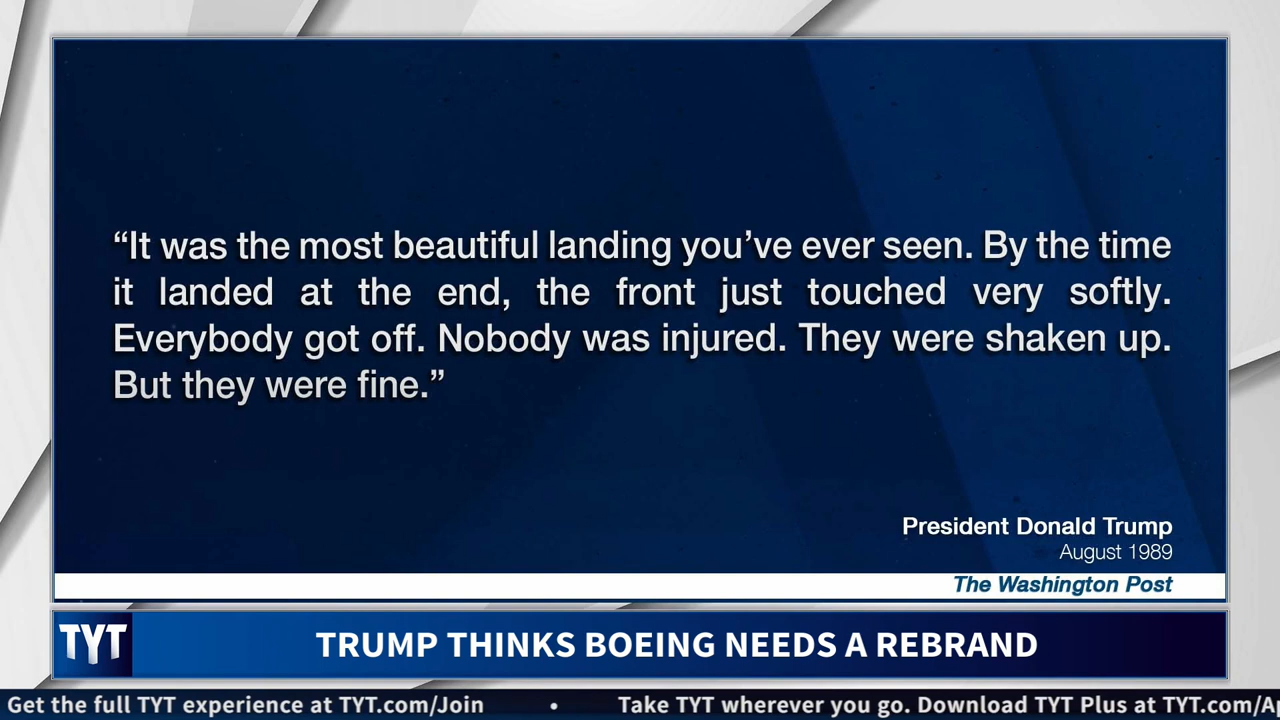 “It was the most beautiful landing you’ve ever seen. By the time
it landed at the end, the front just touched very softly.
Everybody got off. Nobody was injured. They were shaken up.
But they were fine.”
President Donald Trump
August 1989
The Washington Post
TYT
TRUMP THINKS BOEING NEEDS A REBRAND
Get the full TYT experience at TYT.com/Join • Take TYT wherever you go. Download TYT Plus at TYT.com/A